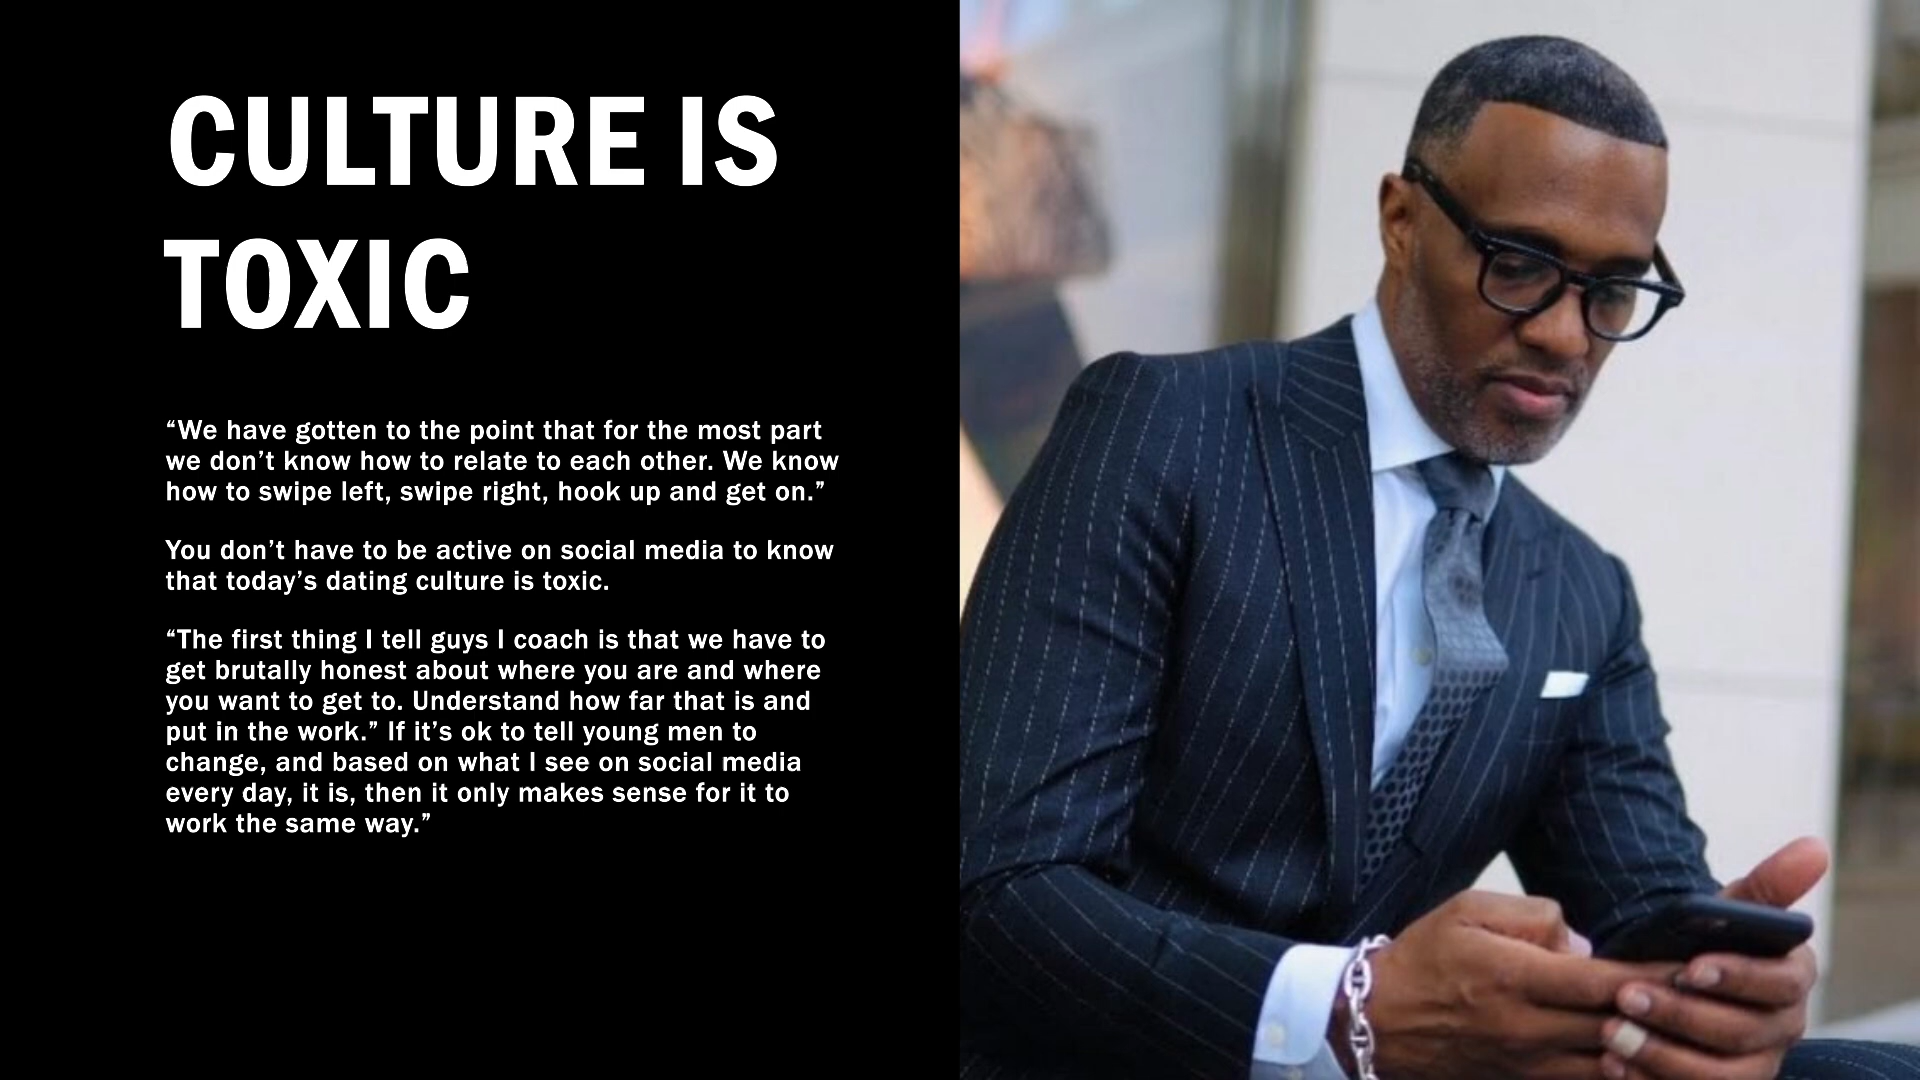 CULTURE IS
TOXIC
“We have gotten to the point that for the most part
we don’t know how to relate to each other. We know
how to swipe left, swipe right, hook up and get on.”
You don’t have to be active on social media to know
that today’s dating culture is toxic.
“The first thing I tell guys I coach is that we have to
get brutally honest about where you are and where
you want to get to. Understand how far that is and
put in the work.” If it’s ok to tell young men to
change, and based on what I see on social media
every day, it is, then it only makes sense for it to
work the same way.”